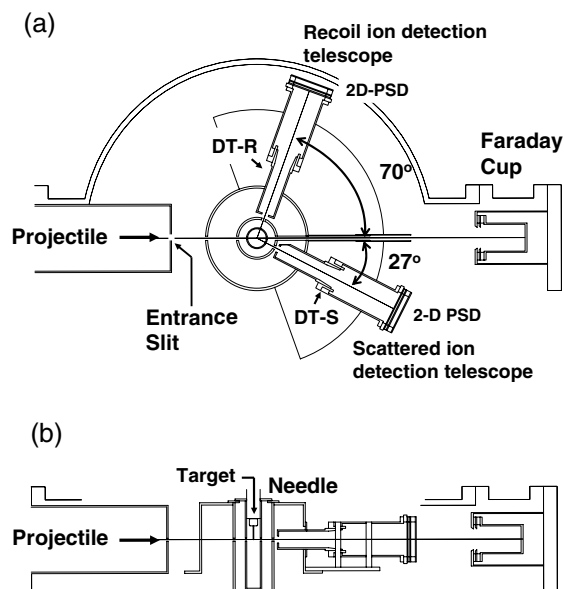 (a)
Recoil ion detection
telescope
2D-PSD
DT-R
Faraday
Cup
70º
Projectile
27º
Entrance
Slit
DT-S
2-D PSD
Scattered ion
detection telescope
(b)
Target
Needle
Projectile